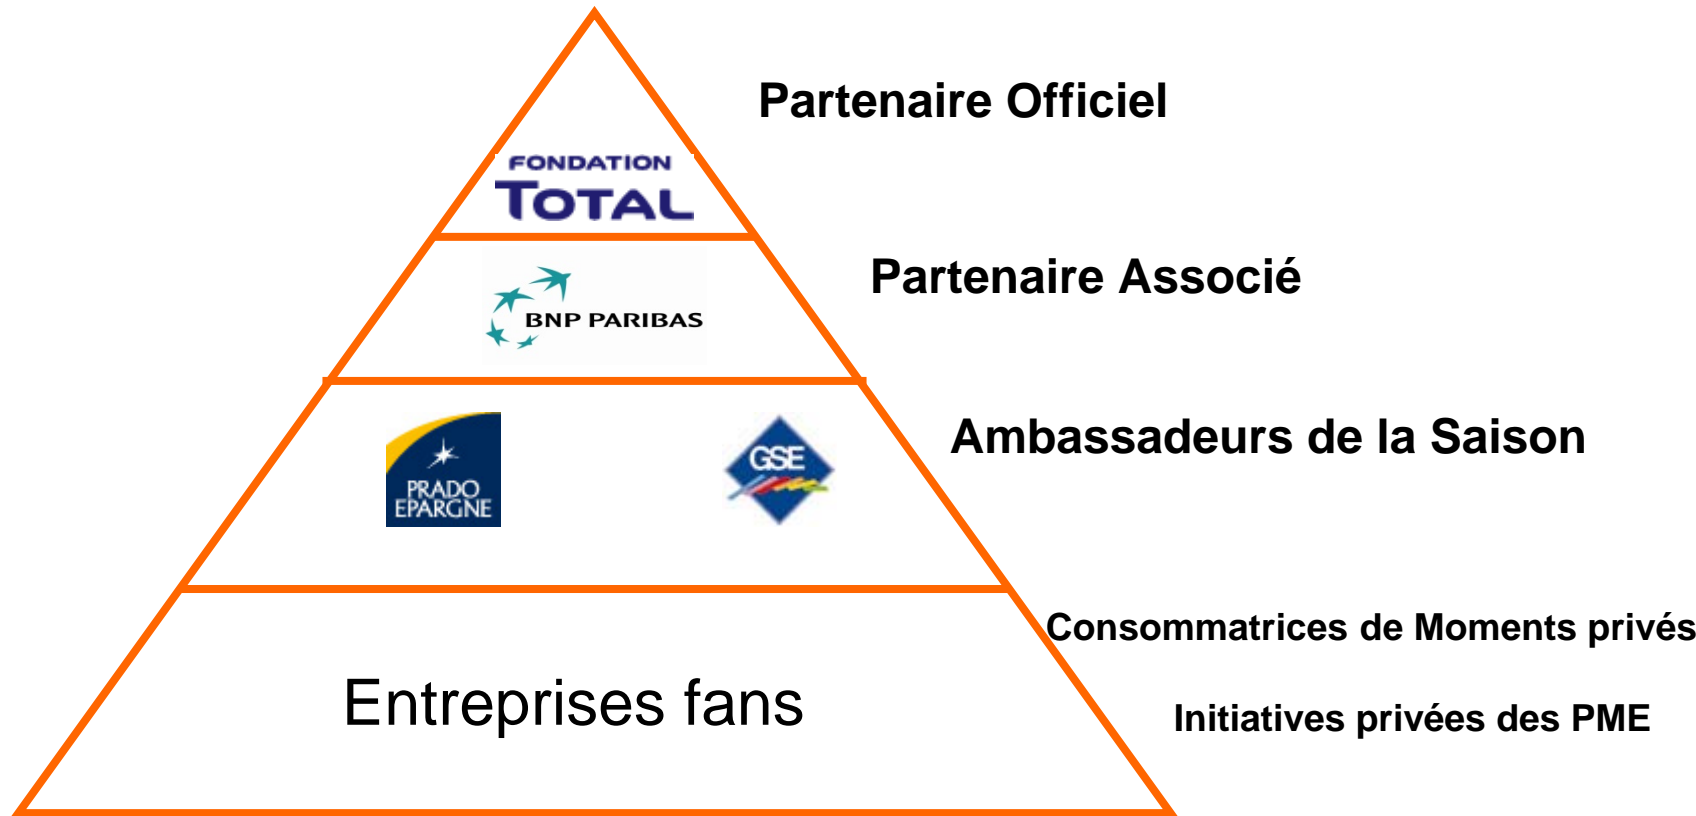 Partenaire Officiel
FONDATION
TOTAL
Partenaire Associé
BNP PARIBAS
Ambassadeurs de la Saison
PRADO
EPARGNE
GSE
Consommatrices de Moments privés
Entreprises fans
Initiatives privées des PME